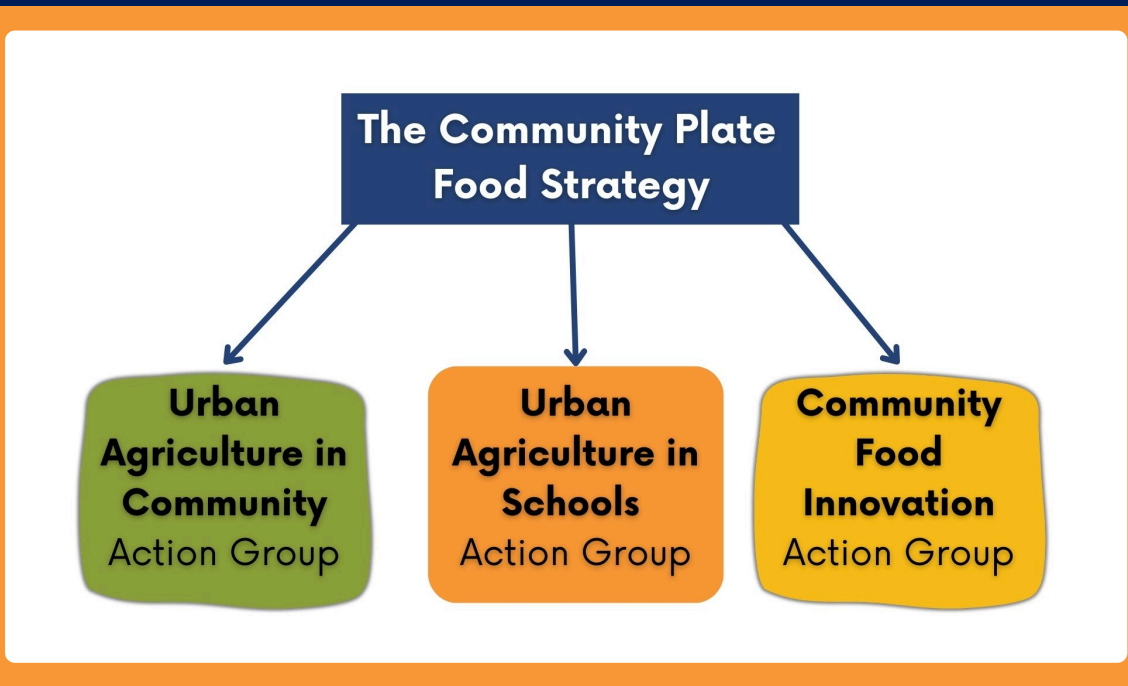 The Community Plate
Food Strategy
Urban
Agriculture in
Community
Action Group
Urban
Agriculture in
Schools
Action Group
Community
Food
Innovation
Action Group